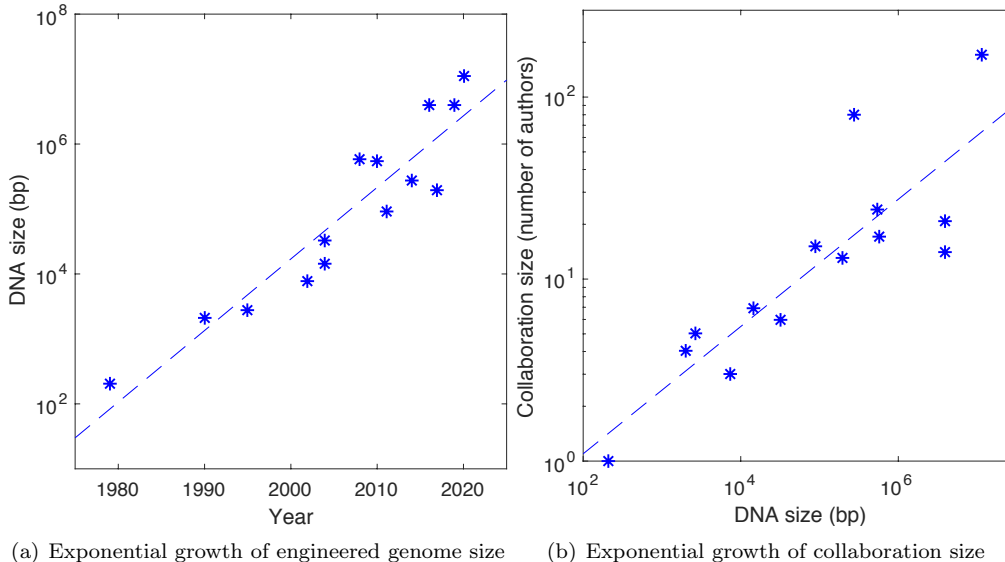 10^8
10^6
10^4
10^2
DNA size (bp)
1980 1990 2000 2010 2020
Year
(a) Exponential growth of engineered genome size
10^2
10^1
10^0
Collaboration size (number of authors)
10^2 10^4 10^6
DNA size (bp)
(b) Exponential growth of collaboration size